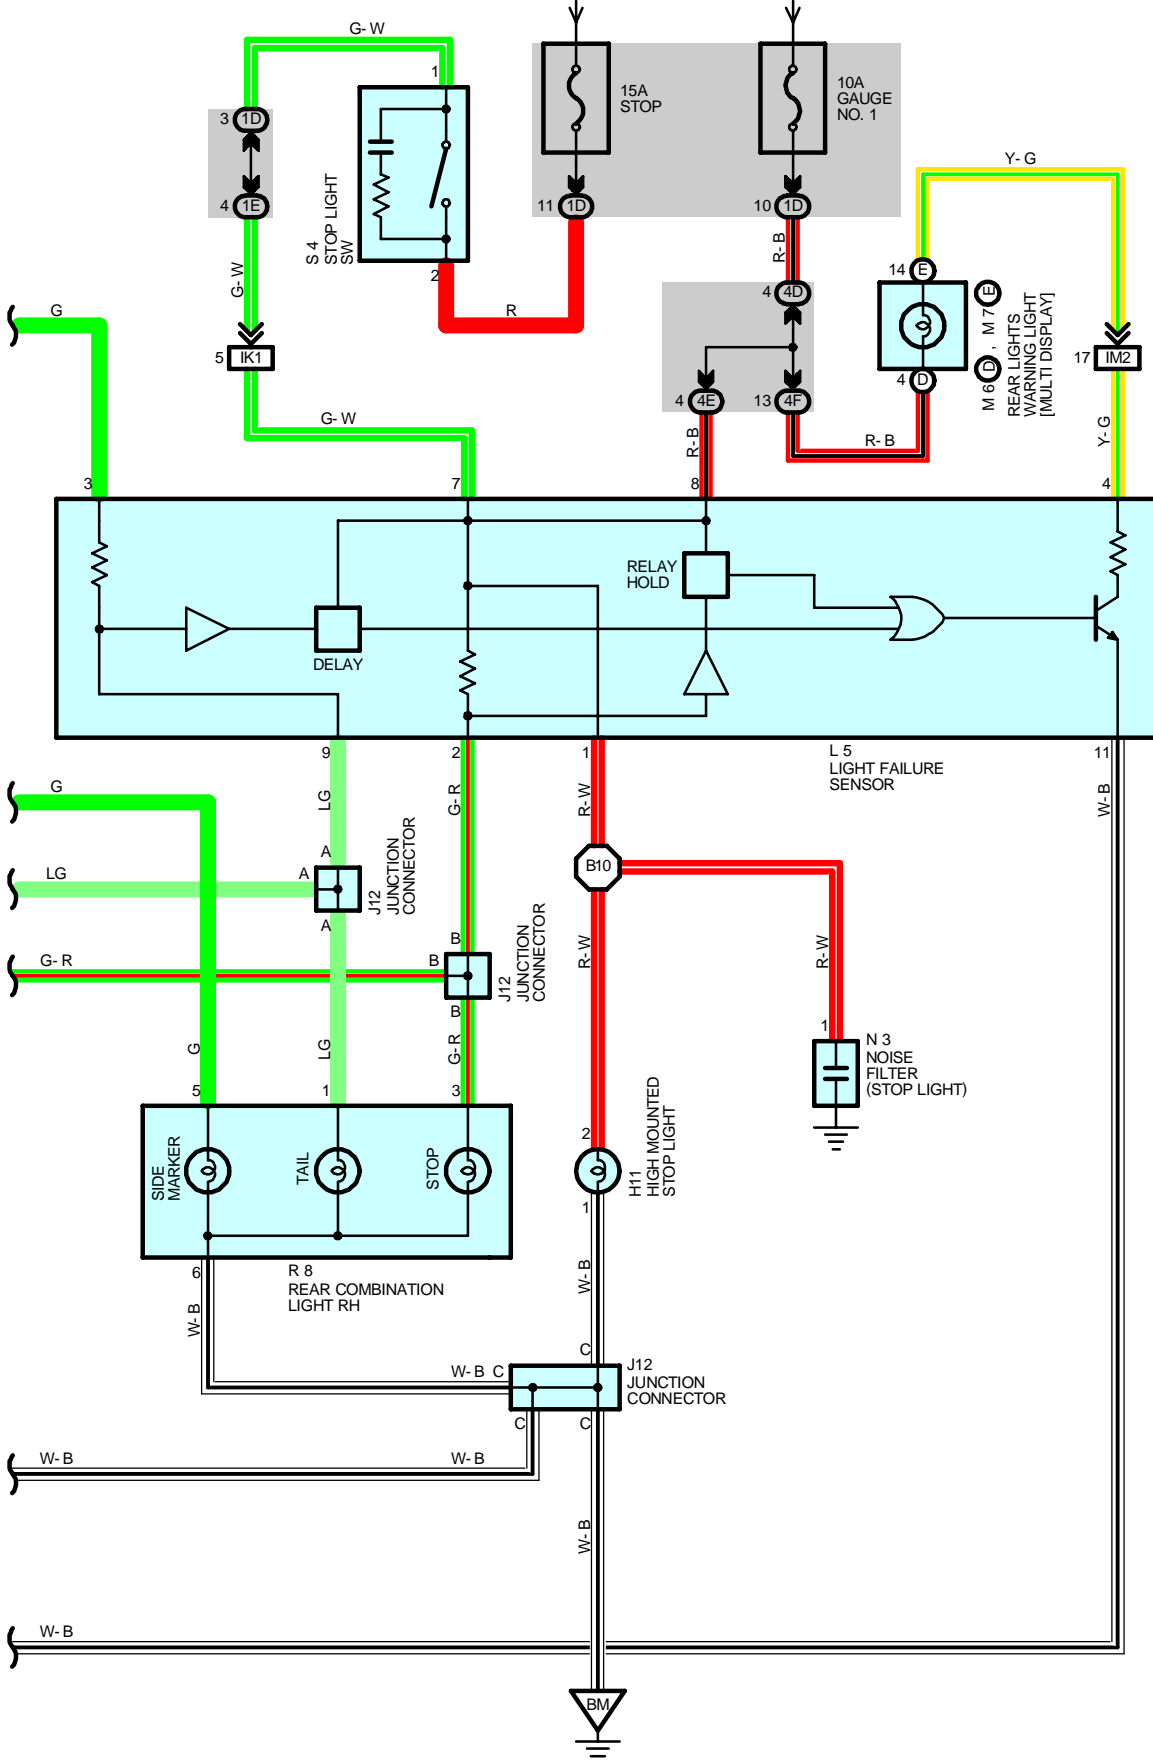 G- W
1
3 1D
4 1E
S 4
STOP LIGHT
SW
2
G- W
15A
STOP
11 1D
R
10A
GAUGE
NO. 1
10 1D
R- B
4 4D
4 4E
13 4F
R- B
R- B
Y- G
14 E
4 D
M 6 D , M 7 E
REAR LIGHTS
WARNING LIGHT
[MULTI DISPLAY]
17 IM2
Y- G
G
5 IK1
G- W
3
7
8
4
RELAY
HOLD
DELAY
9
2
1
L 5
LIGHT FAILURE
SENSOR
11
G
LG
G- R
R- W
W- B
A
LG
A
A
J12
JUNCTION
CONNECTOR
B10
B
G- R
B
B
J12
JUNCTION
CONNECTOR
R- W
R- W
G
LG
G- R
1
N 3
NOISE
FILTER
(STOP LIGHT)
5
1
3
2
SIDE
MARKER
TAIL
STOP
H11
HIGH MOUNTED
STOP LIGHT
1
6
R 8
REAR COMBINATION
LIGHT RH
W- B
W- B
C
W- B C
J12
JUNCTION
CONNECTOR
C
C
W- B
W- B
W- B
W- B
BM